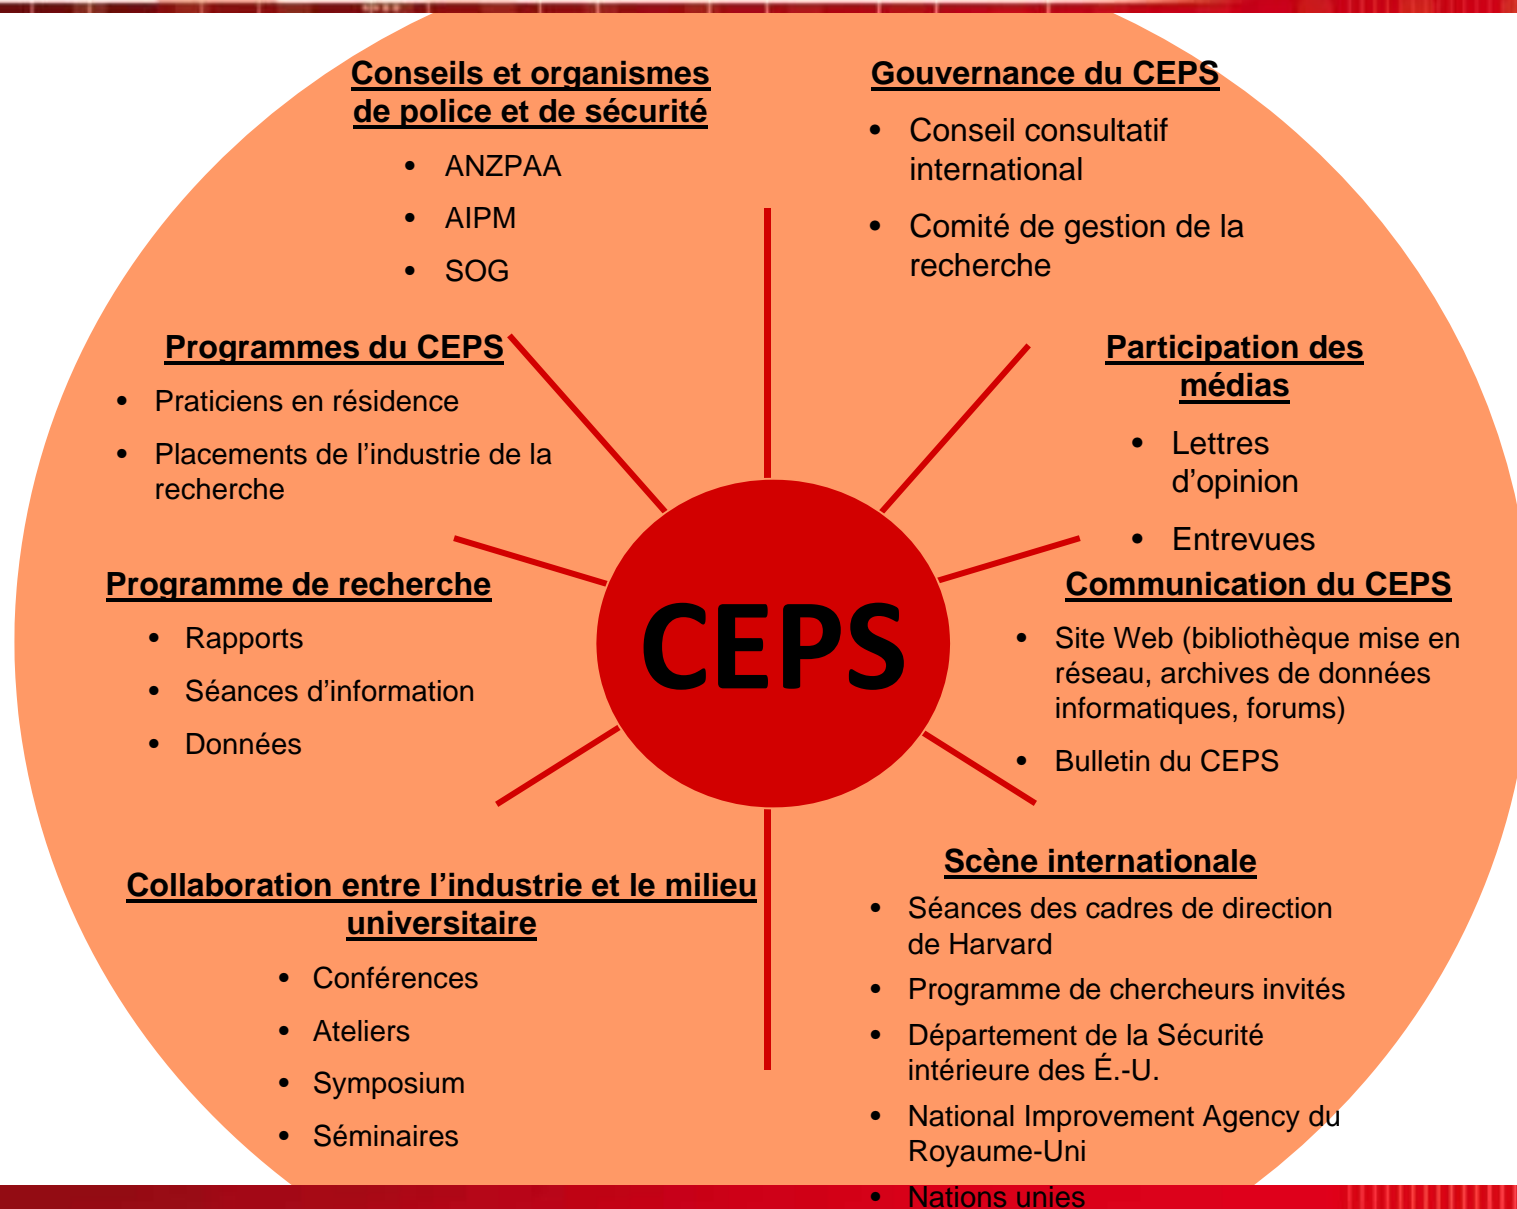 Conseils et organismes
de police et de sécurité
• ANZPAA
• AIPM
• SOG
Gouvernance du CEPS
• Conseil consultatif
international
• Comité de gestion de la
recherche
Programmes du CEPS
• Praticiens en résidence
• Placements de l’industrie de la
recherche
Participation des
médias
• Lettres
d’opinion
• Entrevues
Programme de recherche
• Rapports
• Séances d’information
• Données
CEPS
Communication du CEPS
• Site Web (bibliothèque mise en
réseau, archives de données
informatiques, forums)
• Bulletin du CEPS
Collaboration entre l’industrie et le milieu
universitaire
• Conférences
• Ateliers
• Symposium
• Séminaires
Scène internationale
• Séances des cadres de direction
de Harvard
• Programme de chercheurs invités
• Département de la Sécurité
intérieure des É.-U.
• National Improvement Agency du
Royaume-Uni
• Nations unies